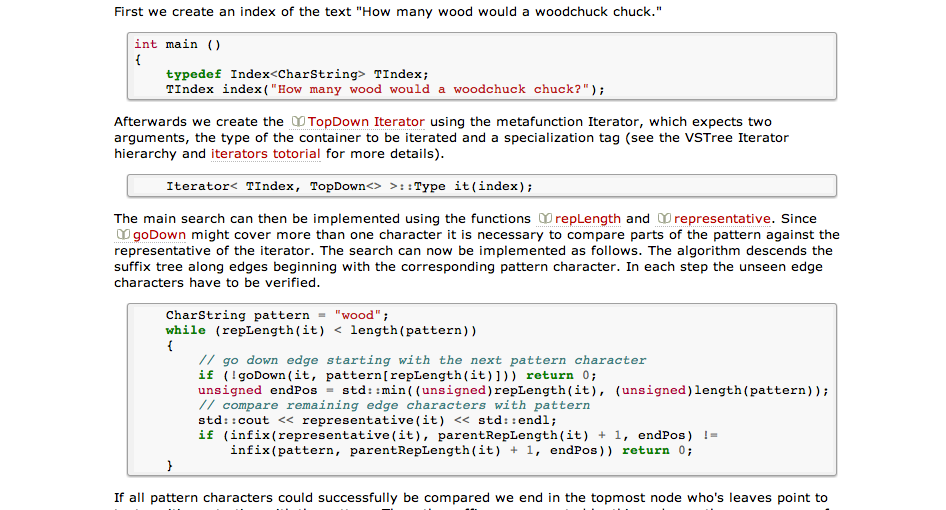 First we create an index of the text "How many wood would a woodchuck chuck."
int main ()
{
typedef Index<CharString> TIndex;
TIndex index("How many wood would a woodchuck chuck?");
Afterwards we create the TopDown Iterator using the metafunction Iterator, which expects two
arguments, the type of the container to be iterated and a specialization tag (see the VSTree Iterator
hierarchy and iterators totorial for more details).
Iterator< TIndex, TopDown<> >::Type it(index);
The main search can then be implemented using the functions repLength and representative. Since
goDown might cover more than one character it is necessary to compare parts of the pattern against the
representative of the iterator. The search can now be implemented as follows. The algorithm descends the
suffix tree along edges beginning with the corresponding pattern character. In each step the unseen edge
characters have to be verified.
CharString pattern = "wood";
while (repLength(it) < length(pattern))
{
// go down edge starting with the next pattern character
if (!goDown(it, pattern[repLength(it)])) return 0;
unsigned endPos = std::min((unsigned)repLength(it), (unsigned)length(pattern));
// compare remaining edge characters with pattern
std::cout << representative(it) << std::endl;
if (infix(representative(it), parentRepLength(it) + 1, endPos) !=
infix(pattern, parentRepLength(it) + 1, endPos)) return 0;
}
If all pattern characters could successfully be compared we end in the topmost node who's leaves point to